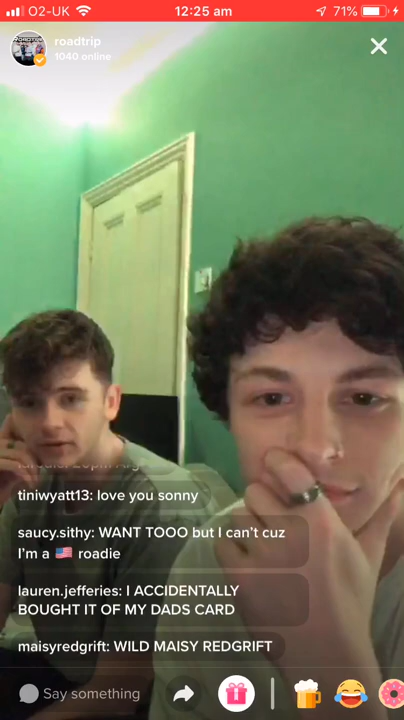 O2-UK
12:25 am
71%
roadtrip
1040 online
tiniwyatt13: love you sonny
saucy.sithy: WANT TOOO but I can't cuz
I'm a 🇺🇸 roadie
lauren.jefferies: I ACCIDENTALLY
BOUGHT IT OF MY DADS CARD
maisyredgrift: WILD MAISY REDGRIFT
Say something